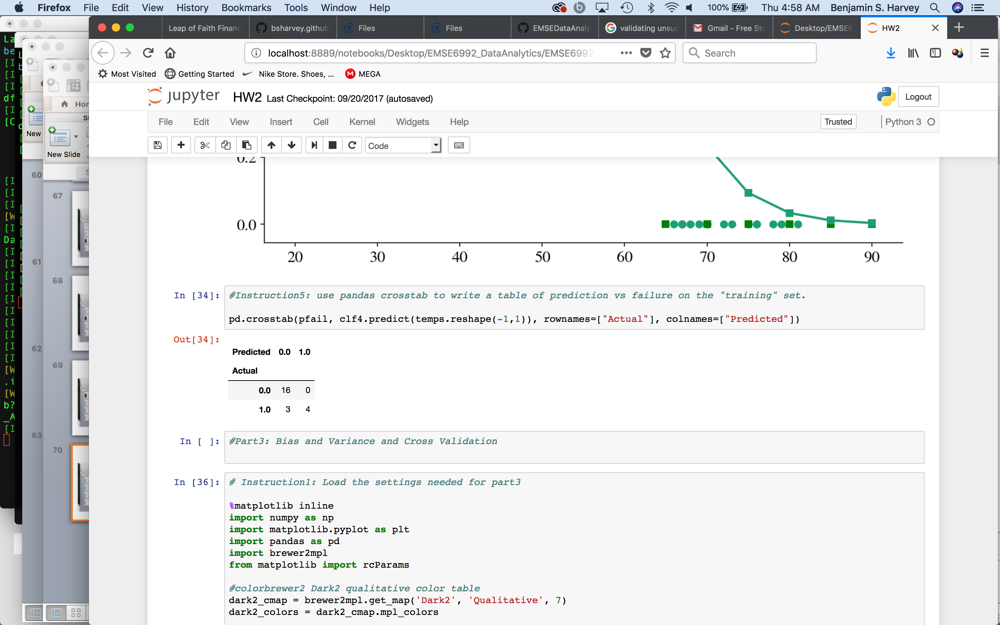 Firefox File Edit View History Bookmarks Tools Window Help 100% Thu 4:58 AM Benjamin S. Harvey
Leap of Faith Financ bsharvey.github Files Files EMSEDataAnaly validating unsup Gmail - Free Sto Desktop/EMSE6 HW2
localhost:8889/notebooks/Desktop/EMSE6992_DataAnalytics/EMSE6992_ Search
Most Visited Getting Started Nike Store. Shoes, ... MEGA
jupyter HW2 Last Checkpoint: 09/20/2017 (autosaved) Logout
File Edit View Insert Cell Kernel Widgets Help Trusted Python 3
Code
0.2
0.0
20 30 40 50 60 70 80 90
In [34]: #Instruction5: use pandas crosstab to write a table of prediction vs failure on the "training" set.
pd.crosstab(pfail, clf4.predict(temps.reshape(-1,1)), rownames=["Actual"], colnames=["Predicted"])
Out[34]:
Predicted 0.0 1.0
Actual
0.0 16 0
1.0 3 4
In [ ]: #Part3: Bias and Variance and Cross Validation
In [36]: # Instruction1: Load the settings needed for part3
%matplotlib inline
import numpy as np
import matplotlib.pyplot as plt
import pandas as pd
import brewer2mpl
from matplotlib import rcParams
#colorbrewer2 Dark2 qualitative color table
dark2_cmap = brewer2mpl.get_map('Dark2', 'Qualitative', 7)
dark2_colors = dark2_cmap.mpl_colors
New
New Slide
60
61
62
63
67
68
69
70